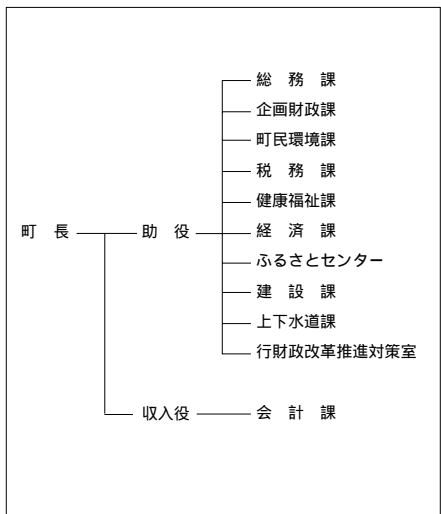 総　務　課
企画財政課
町民環境課
税　務　課
健康福祉課
町　長　助　役　経　済　課
ふるさとセンター
建　設　課
上下水道課
行財政改革推進対策室
収入役　会　計　課